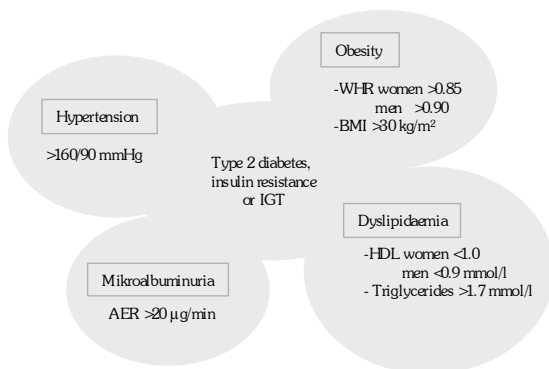 Obesity
-WHR women >0.85
men >0.90
-BMI >30 kg/m²
Hypertension
>160/90 mmHg
Type 2 diabetes,
insulin resistance
or IGT
Dyslipidaemia
-HDL women <1.0
men <0.9 mmol/l
- Triglycerides >1.7 mmol/l
Mikroalbuminuria
AER >20 µg/min